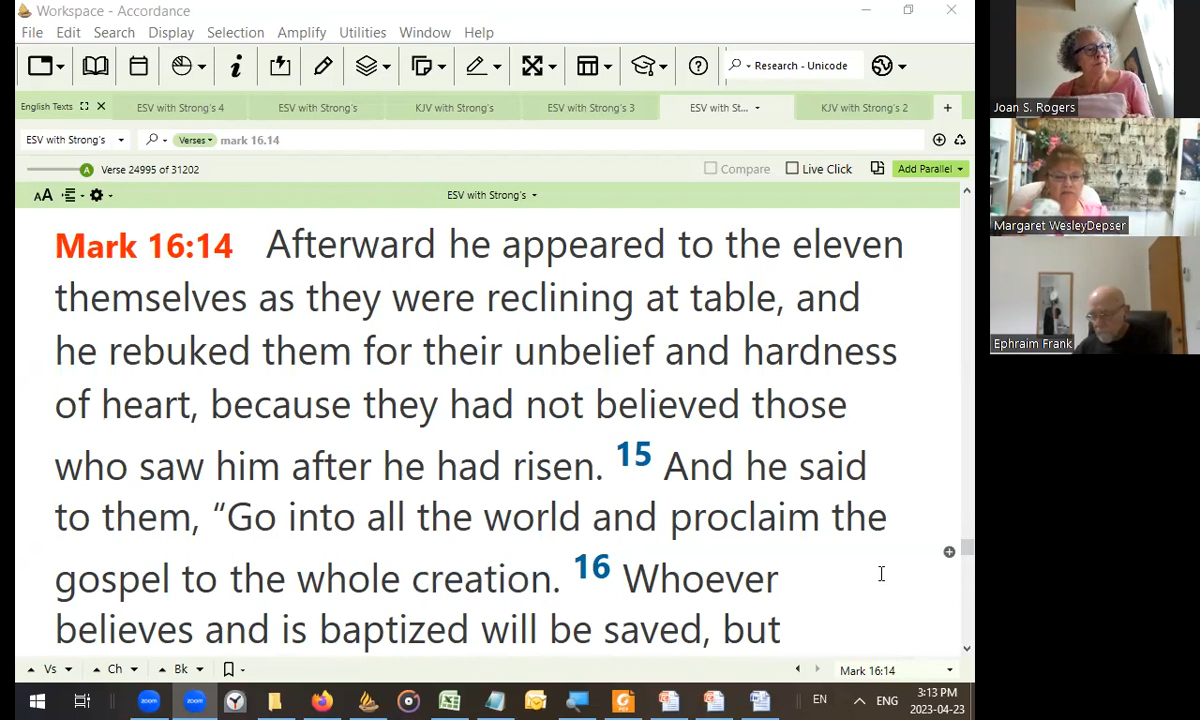 Workspace - Accordance
File Edit Search Display Selection Amplify Utilities Window Help
Research - Unicode
English Texts ESV with Strong's 4 ESV with Strong's KJV with Strong's ESV with Strong's 3 ESV with St... KJV with Strong's 2
ESV with Strong's Verses mark 16.14
A Verse 24995 of 31202 Compare Live Click Add Parallel
AA ESV with Strong's
Mark 16:14 Afterward he appeared to the eleven
themselves as they were reclining at table, and
he rebuked them for their unbelief and hardness
of heart, because they had not believed those
who saw him after he had risen. 15 And he said
to them, “Go into all the world and proclaim the
gospel to the whole creation. 16 Whoever
believes and is baptized will be saved, but
Vs Ch Bk Mark 16:14
zoom zoom EN ENG 3:13 PM
2023-04-23
Joan S. Rogers
Margaret WesleyDepser
Ephraim Frank